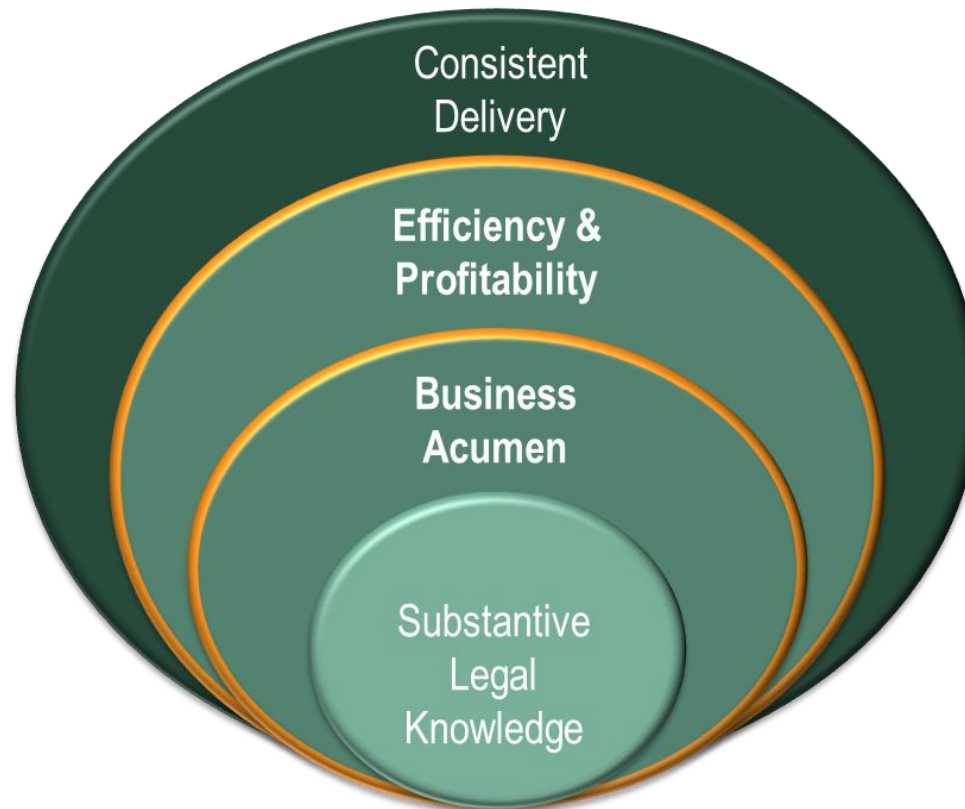 Consistent
Delivery
Efficiency &
Profitability
Business
Acumen
Substantive
Legal
Knowledge